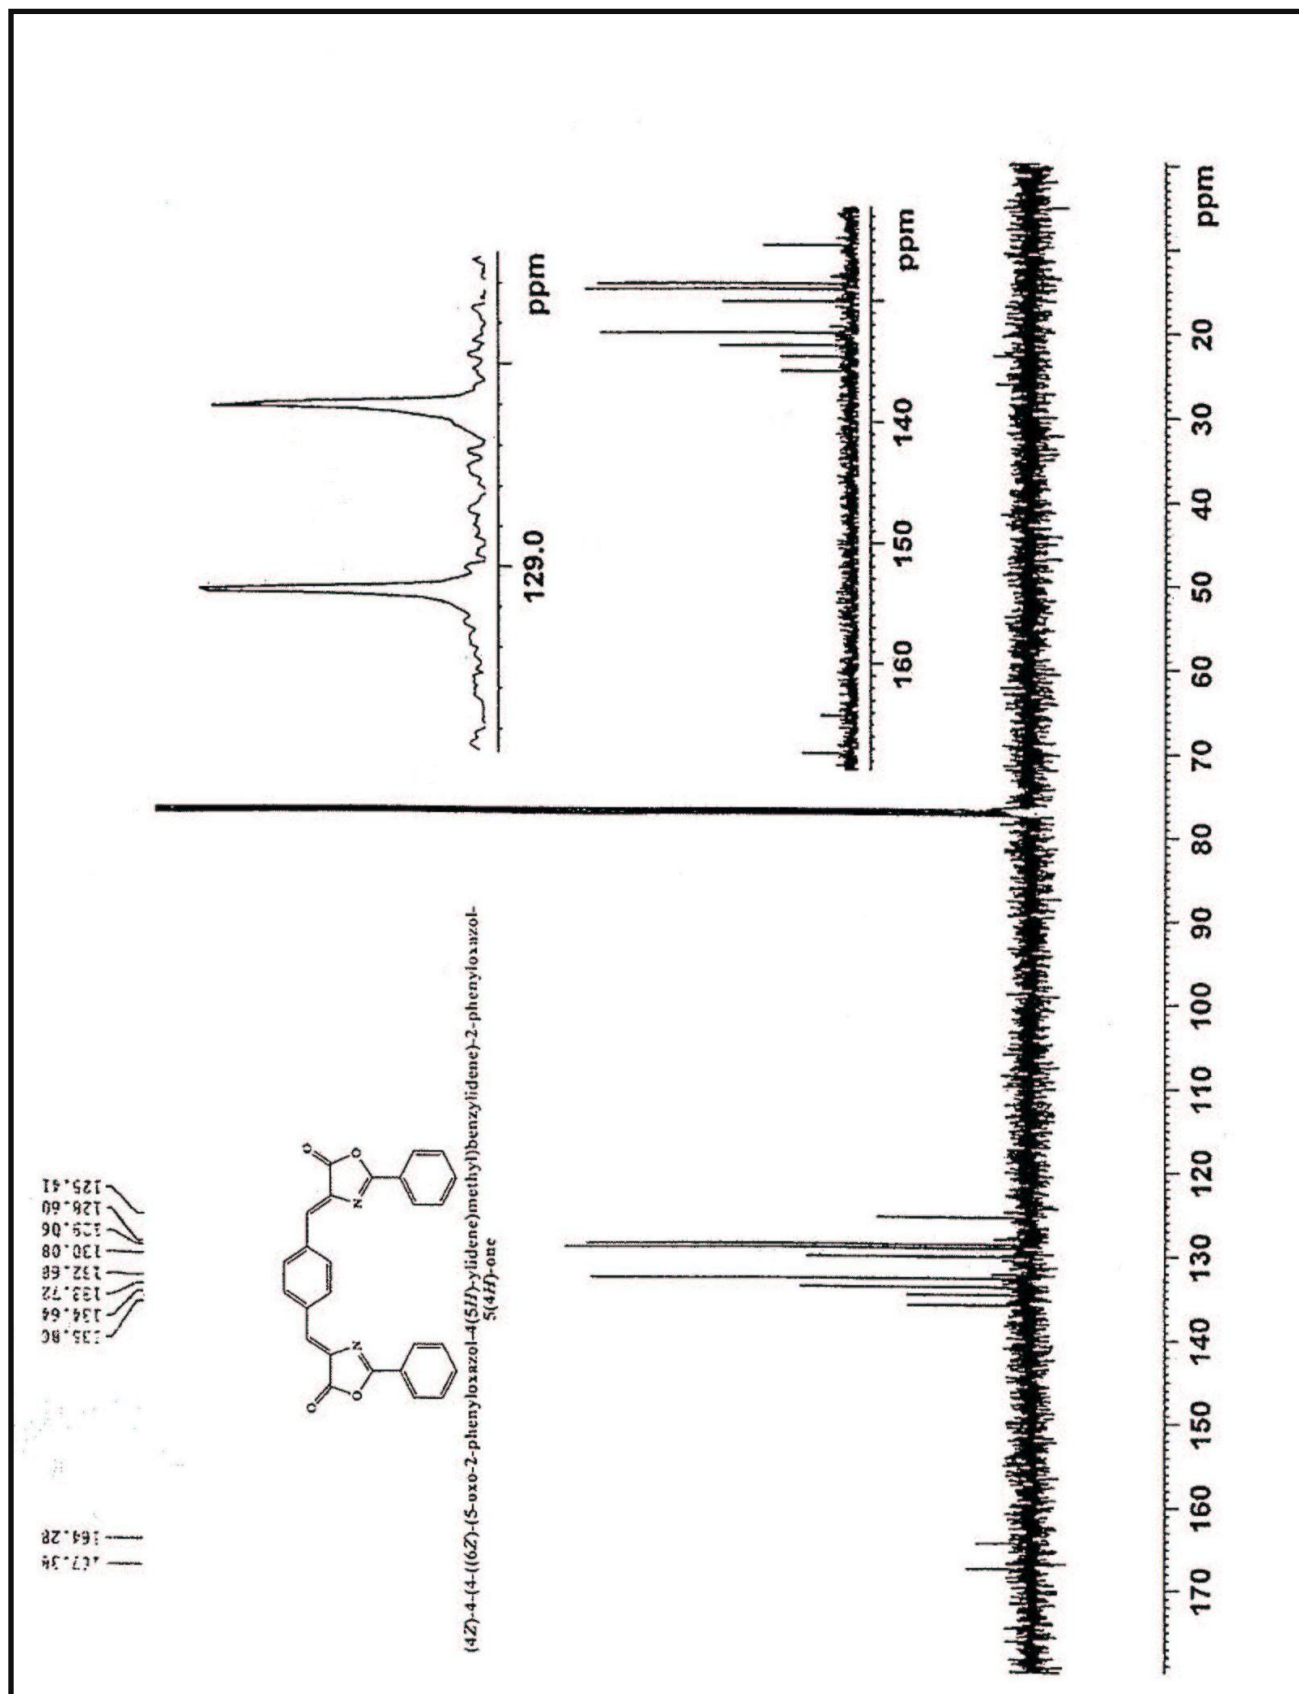 164.28
135.80
134.64
133.72
132.68
130.08
129.06
128.60
125.41
O
O
N
N
O
O
(4Z)-4-(4-((6Z)-(5-oxo-2-phenyloxazol-4(5H)-ylidene)methyl)benzylidene)-2-phenyloxazol-
5(4H)-one
129.0 ppm
160 150 140 ppm
170 160 150 140 130 120 110 100 90 80 70 60 50 40 30 20 ppm